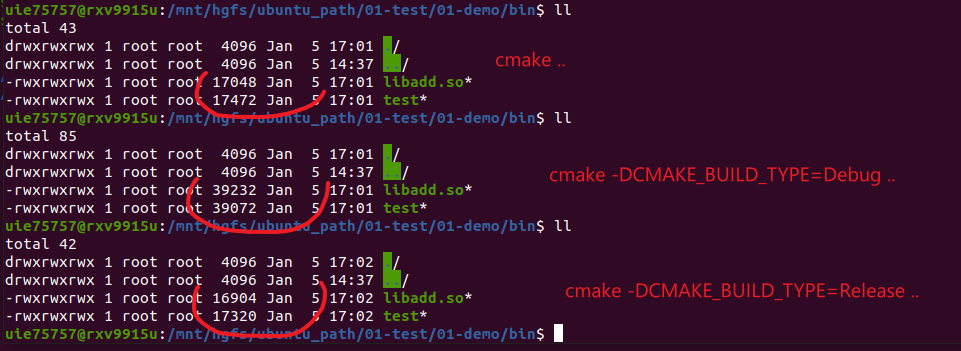 uie75757@rxv9915u:/mnt/hgfs/ubuntu_path/01-test/01-demo/bin$ ll
total 43
drwxrwxrwx 1 root root 4096 Jan 5 17:01 ./
drwxrwxrwx 1 root root 4096 Jan 5 14:37 ../
cmake ..
-rwxrwxrwx 1 root root 17048 Jan 5 17:01 libadd.so*
-rwxrwxrwx 1 root root 17472 Jan 5 17:01 test*
uie75757@rxv9915u:/mnt/hgfs/ubuntu_path/01-test/01-demo/bin$ ll
total 85
drwxrwxrwx 1 root root 4096 Jan 5 17:01 ./
drwxrwxrwx 1 root root 4096 Jan 5 14:37 ../
cmake -DCMAKE_BUILD_TYPE=Debug ..
-rwxrwxrwx 1 root root 39232 Jan 5 17:01 libadd.so*
-rwxrwxrwx 1 root root 39072 Jan 5 17:01 test*
uie75757@rxv9915u:/mnt/hgfs/ubuntu_path/01-test/01-demo/bin$ ll
total 42
drwxrwxrwx 1 root root 4096 Jan 5 17:02 ./
drwxrwxrwx 1 root root 4096 Jan 5 14:37 ../
cmake -DCMAKE_BUILD_TYPE=Release ..
-rwxrwxrwx 1 root root 16904 Jan 5 17:02 libadd.so*
-rwxrwxrwx 1 root root 17320 Jan 5 17:02 test*
uie75757@rxv9915u:/mnt/hgfs/ubuntu_path/01-test/01-demo/bin$